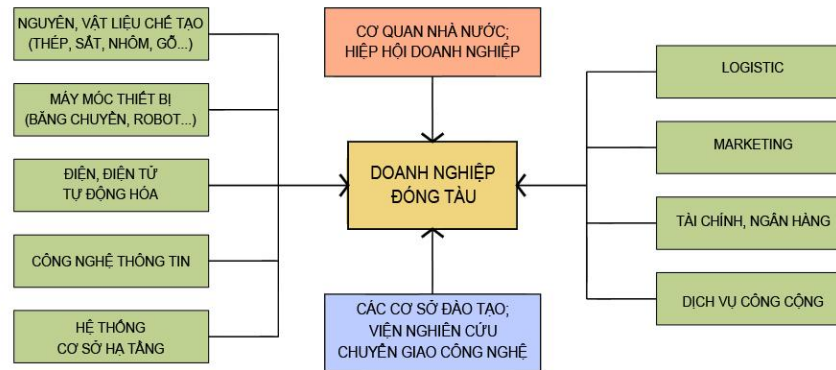 NGUYÊN, VẬT LIỆU CHẾ TẠO
(THÉP, SẮT, NHÔM, GỖ...)
MÁY MÓC THIẾT BỊ
(BĂNG CHUYỀN, ROBOT...)
ĐIỆN, ĐIỆN TỬ
TỰ ĐỘNG HÓA
CÔNG NGHỆ THÔNG TIN
HỆ THỐNG
CƠ SỞ HẠ TẦNG
CƠ QUAN NHÀ NƯỚC;
HIỆP HỘI DOANH NGHIỆP
DOANH NGHIỆP
ĐÓNG TÀU
CÁC CƠ SỞ ĐÀO TẠO;
VIỆN NGHIÊN CỨU
CHUYỂN GIAO CÔNG NGHỆ
LOGISTIC
MARKETING
TÀI CHÍNH, NGÂN HÀNG
DỊCH VỤ CÔNG CỘNG